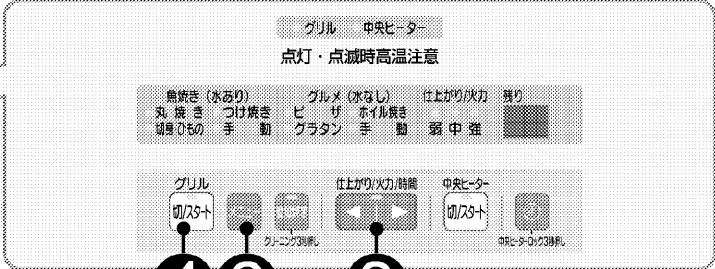 グリル 中央ヒーター
点灯・点滅時高温注意
魚焼き（水あり） グルメ（水なし） 仕上がり/火力 残り
丸焼き つけ焼き ピザ ホイル焼き
切身・ひもの 手動 グラタン 手動 弱 中 強
グリル 仕上がり/火力/時間 中央ヒーター
切/スタート 切/スタート
クリーニング3秒押し 中央ヒーターロック3秒押し